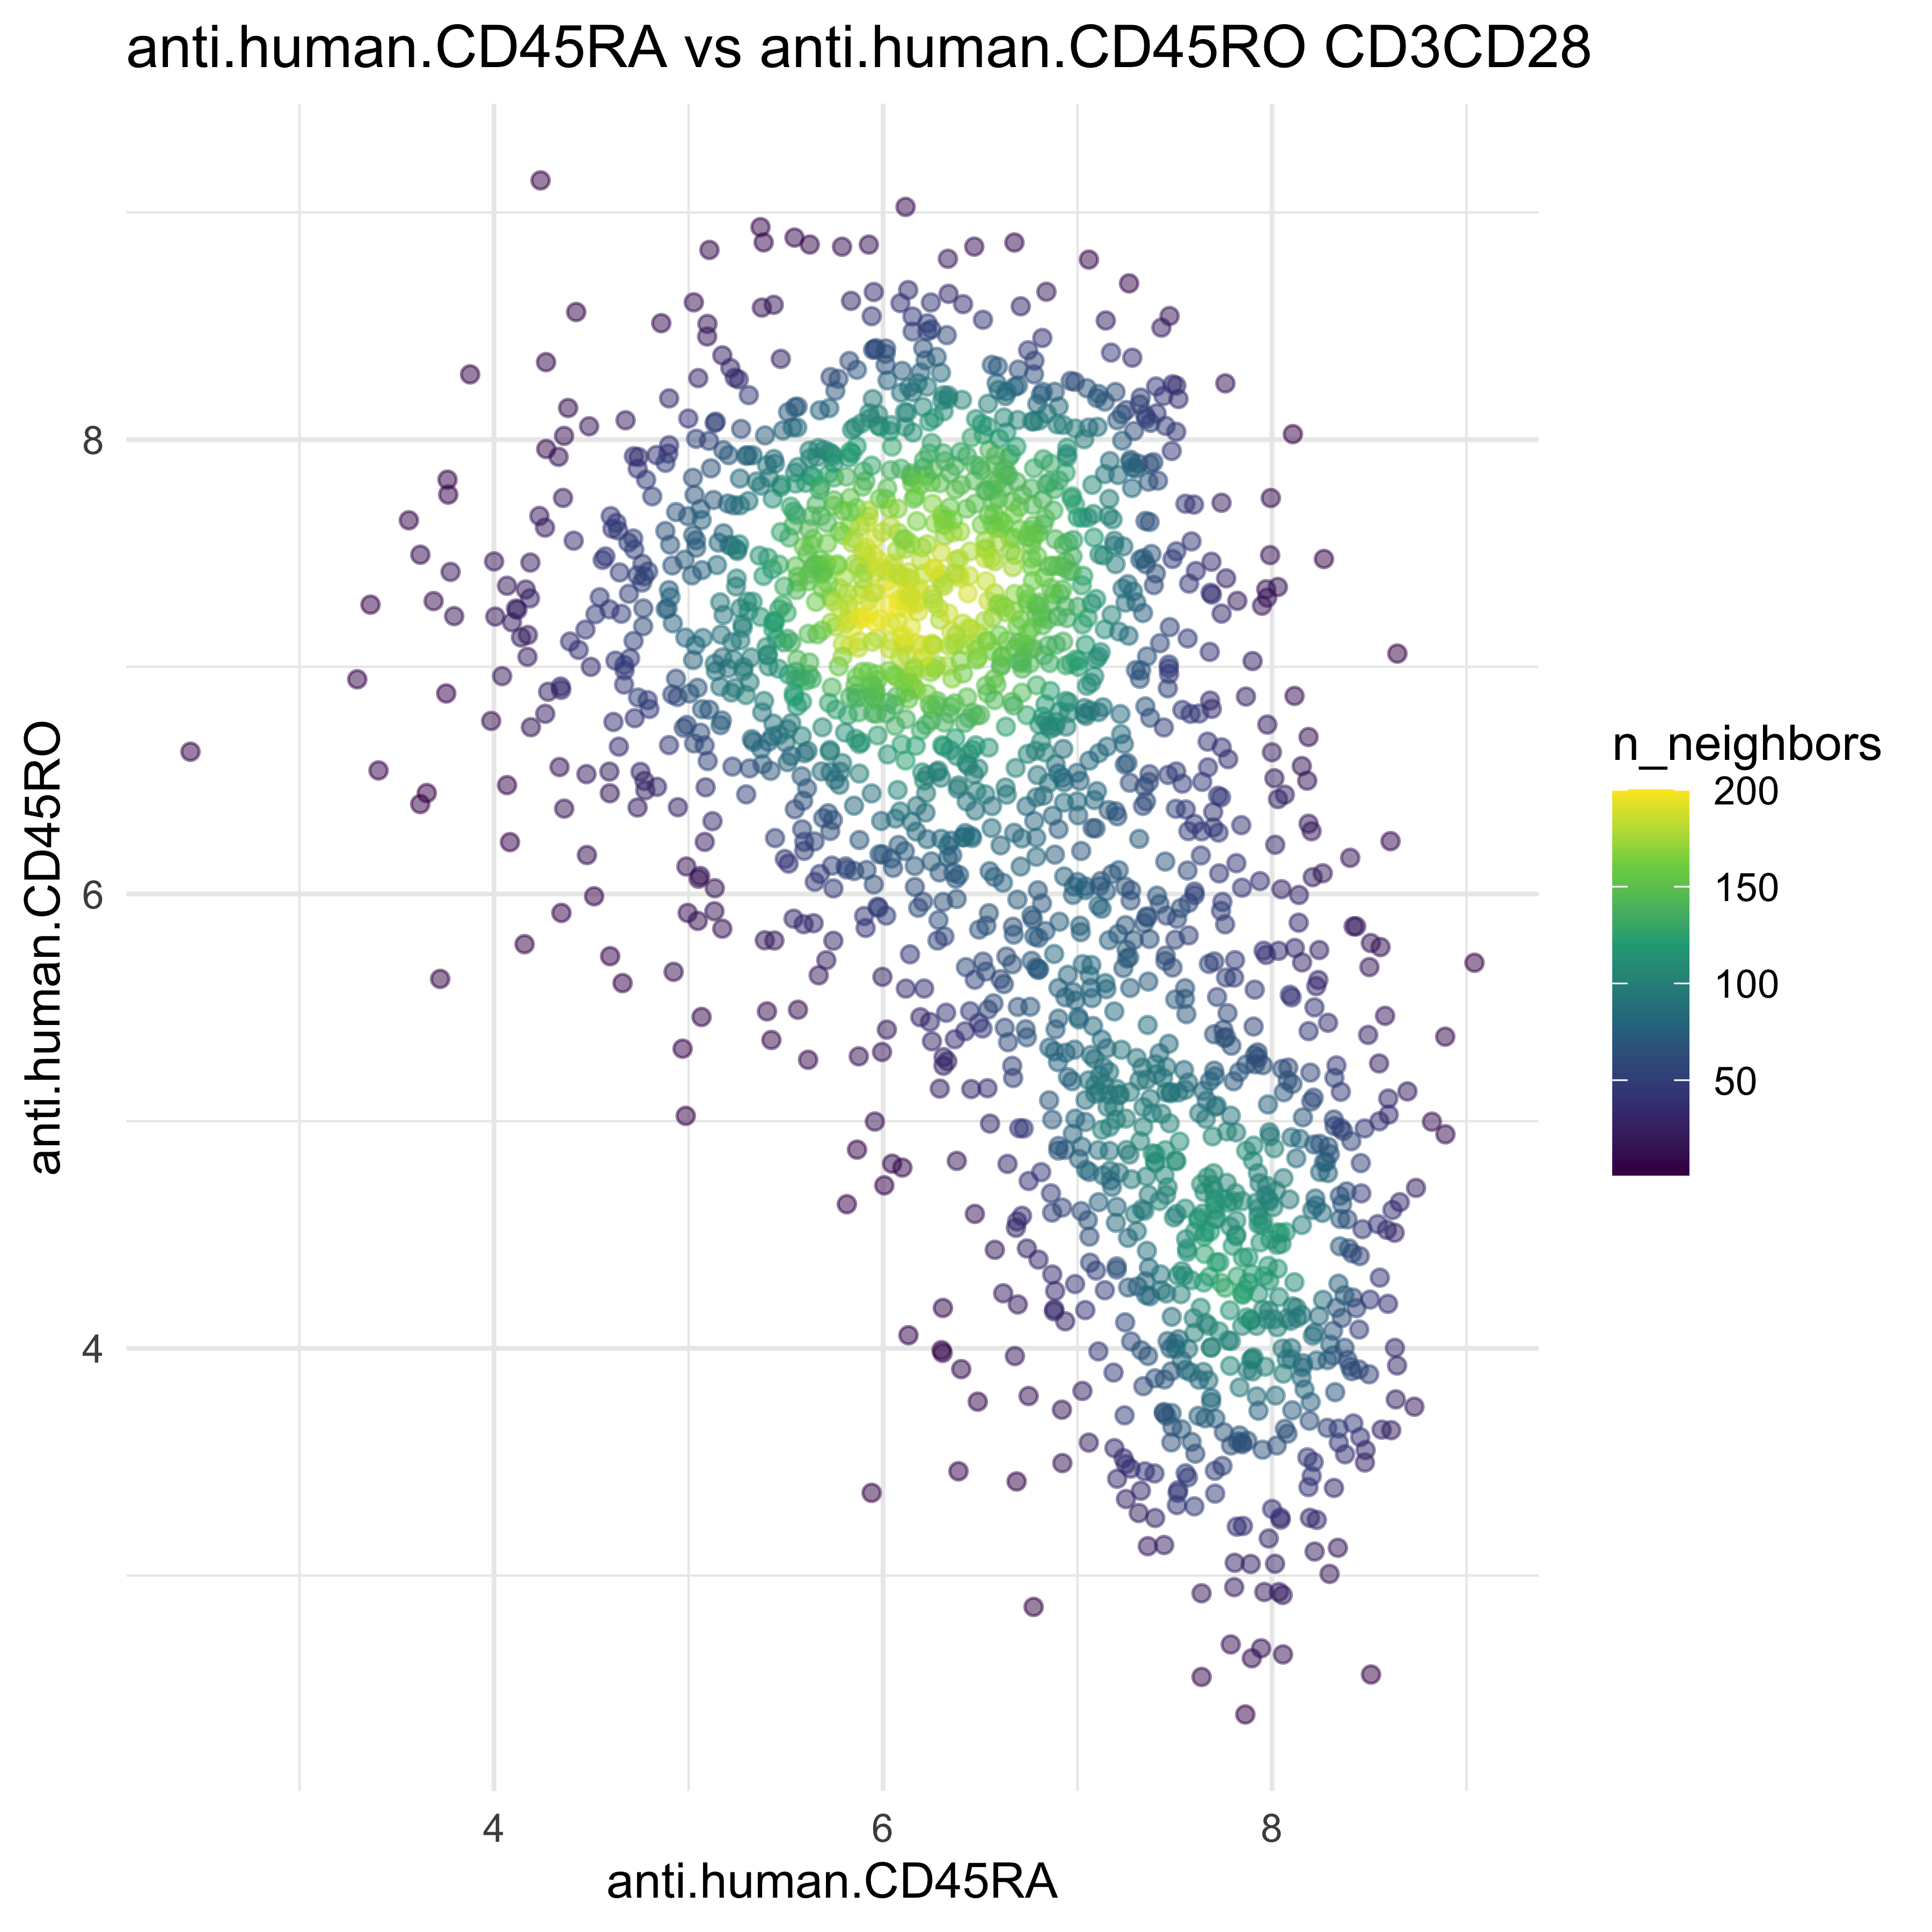 anti.human.CD45RA vs anti.human.CD45RO CD3CD28
8
6
4
anti.human.CD45RO
4
6
8
anti.human.CD45RA
n_neighbors
200
150
100
50